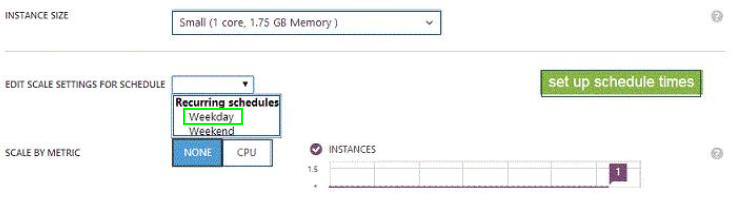 INSTANCE SIZE
Small (1 core, 1.75 GB Memory )
EDIT SCALE SETTINGS FOR SCHEDULE
set up schedule times
Recurring schedules
Weekday
Weekend
SCALE BY METRIC
NONE
CPU
INSTANCES
1.5
1